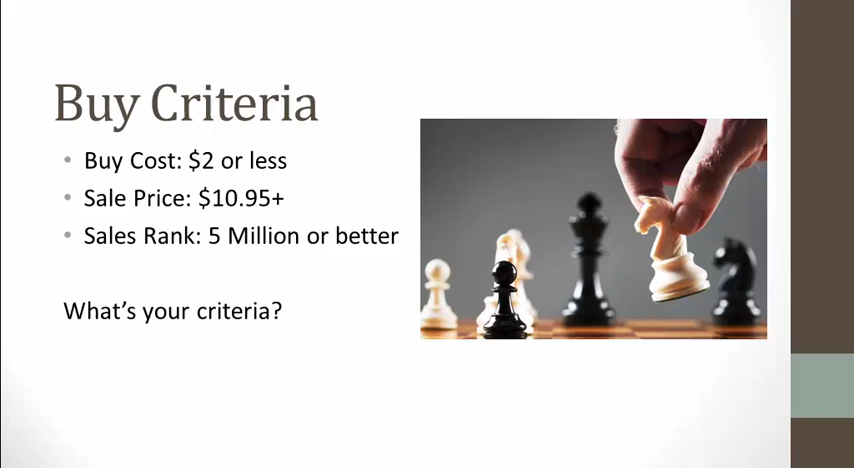 Buy Criteria
• Buy Cost: $2 or less
• Sale Price: $10.95+
• Sales Rank: 5 Million or better
What’s your criteria?